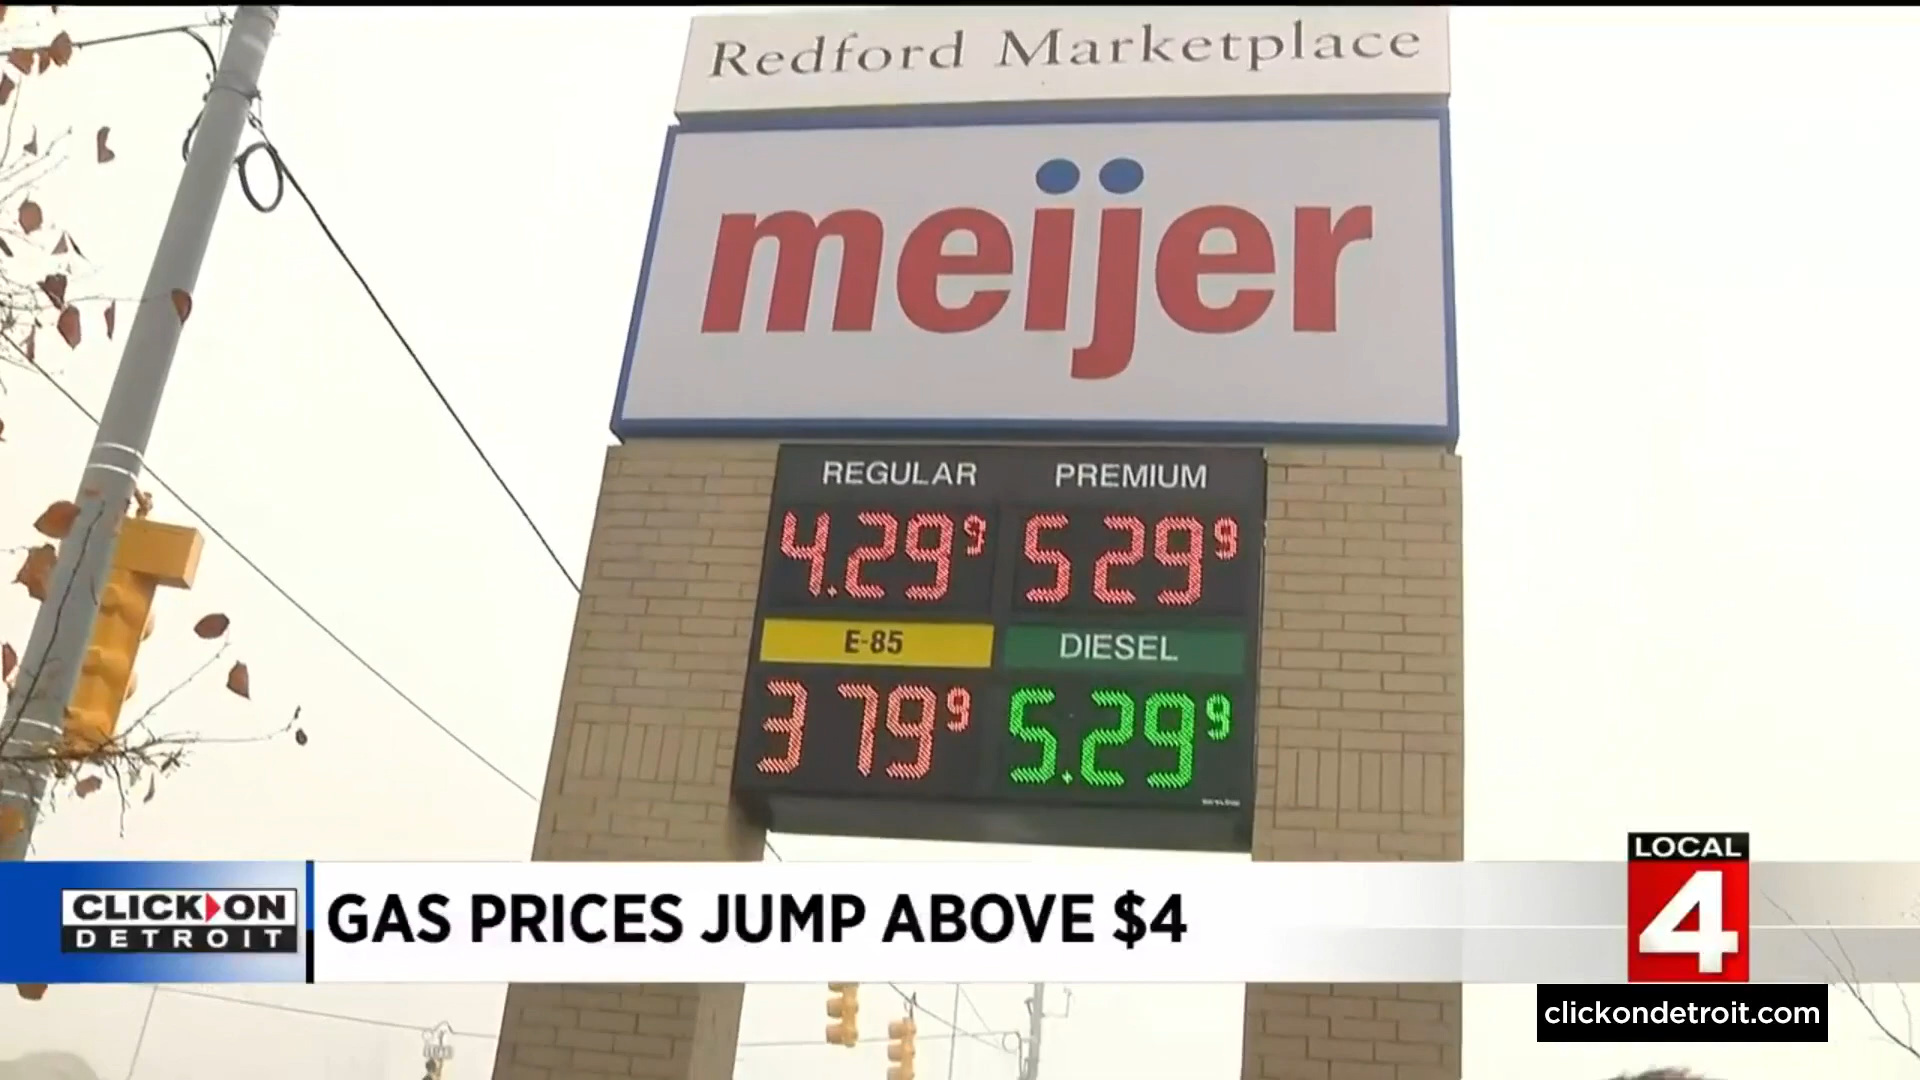 Redford Marketplace
meijer
REGULAR PREMIUM
4.29 9 5 29 9
E-85 DIESEL
3 79 9 5.29 9
LOCAL
4
CLICK ON
DETROIT
GAS PRICES JUMP ABOVE $4
clickondetroit.com